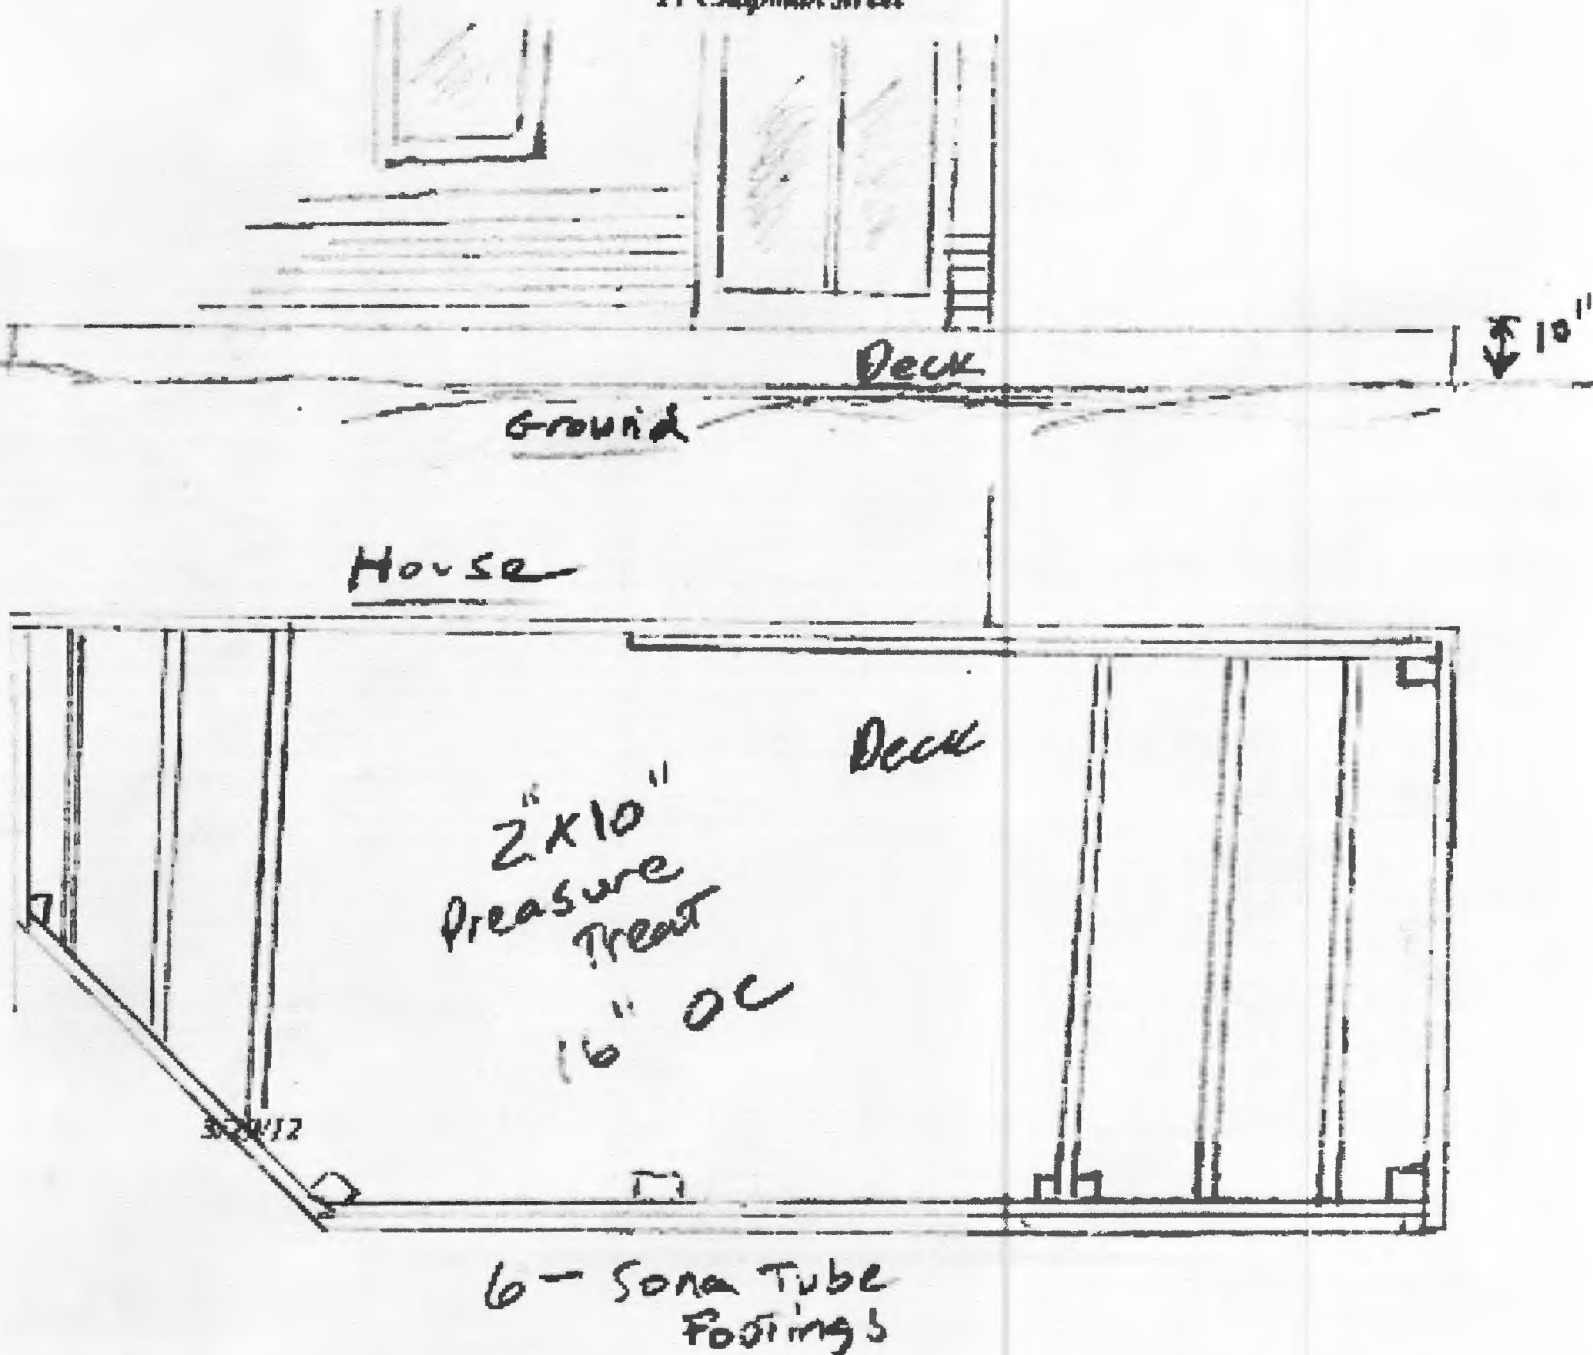 10"
Deck
Ground
House
Deck
2"X10"
Preasure
Treat
16" OC
6 - Sona Tube
Footings